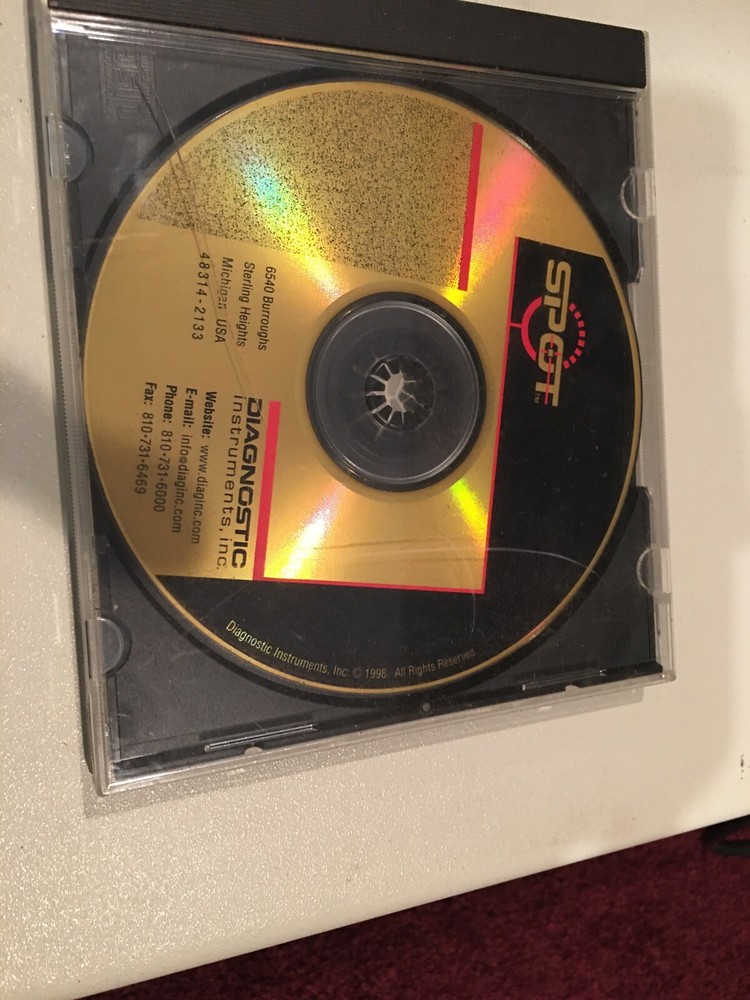 SPOT™
6540 Burroughs
Sterling Heights
Michigan USA
48314-2133
DIAGNOSTIC
instruments, inc.
Website: www.diaginc.com
E-mail: info@diaginc.com
Phone: 810-731-6000
Fax: 810-731-6469
Diagnostic Instruments, Inc. © 1998. All Rights Reserved